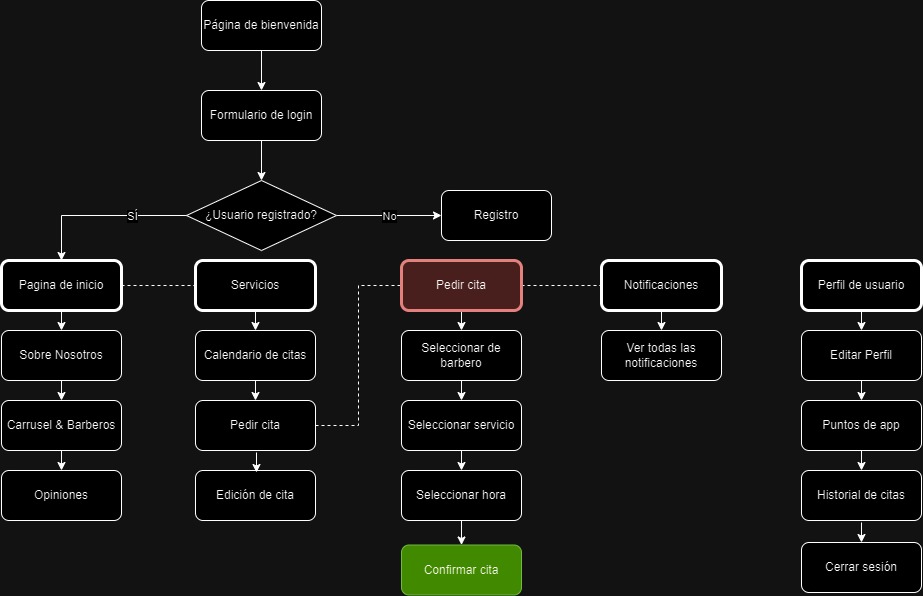 Página de bienvenida
Formulario de login
¿Usuario registrado?
SÍ
No
Registro
Pagina de inicio
Servicios
Pedir cita
Notificaciones
Perfil de usuario
Sobre Nosotros
Calendario de citas
Seleccionar de
barbero
Ver todas las
notificaciones
Editar Perfil
Carrusel & Barberos
Pedir cita
Seleccionar servicio
Puntos de app
Opiniones
Edición de cita
Seleccionar hora
Historial de citas
Confirmar cita
Cerrar sesión